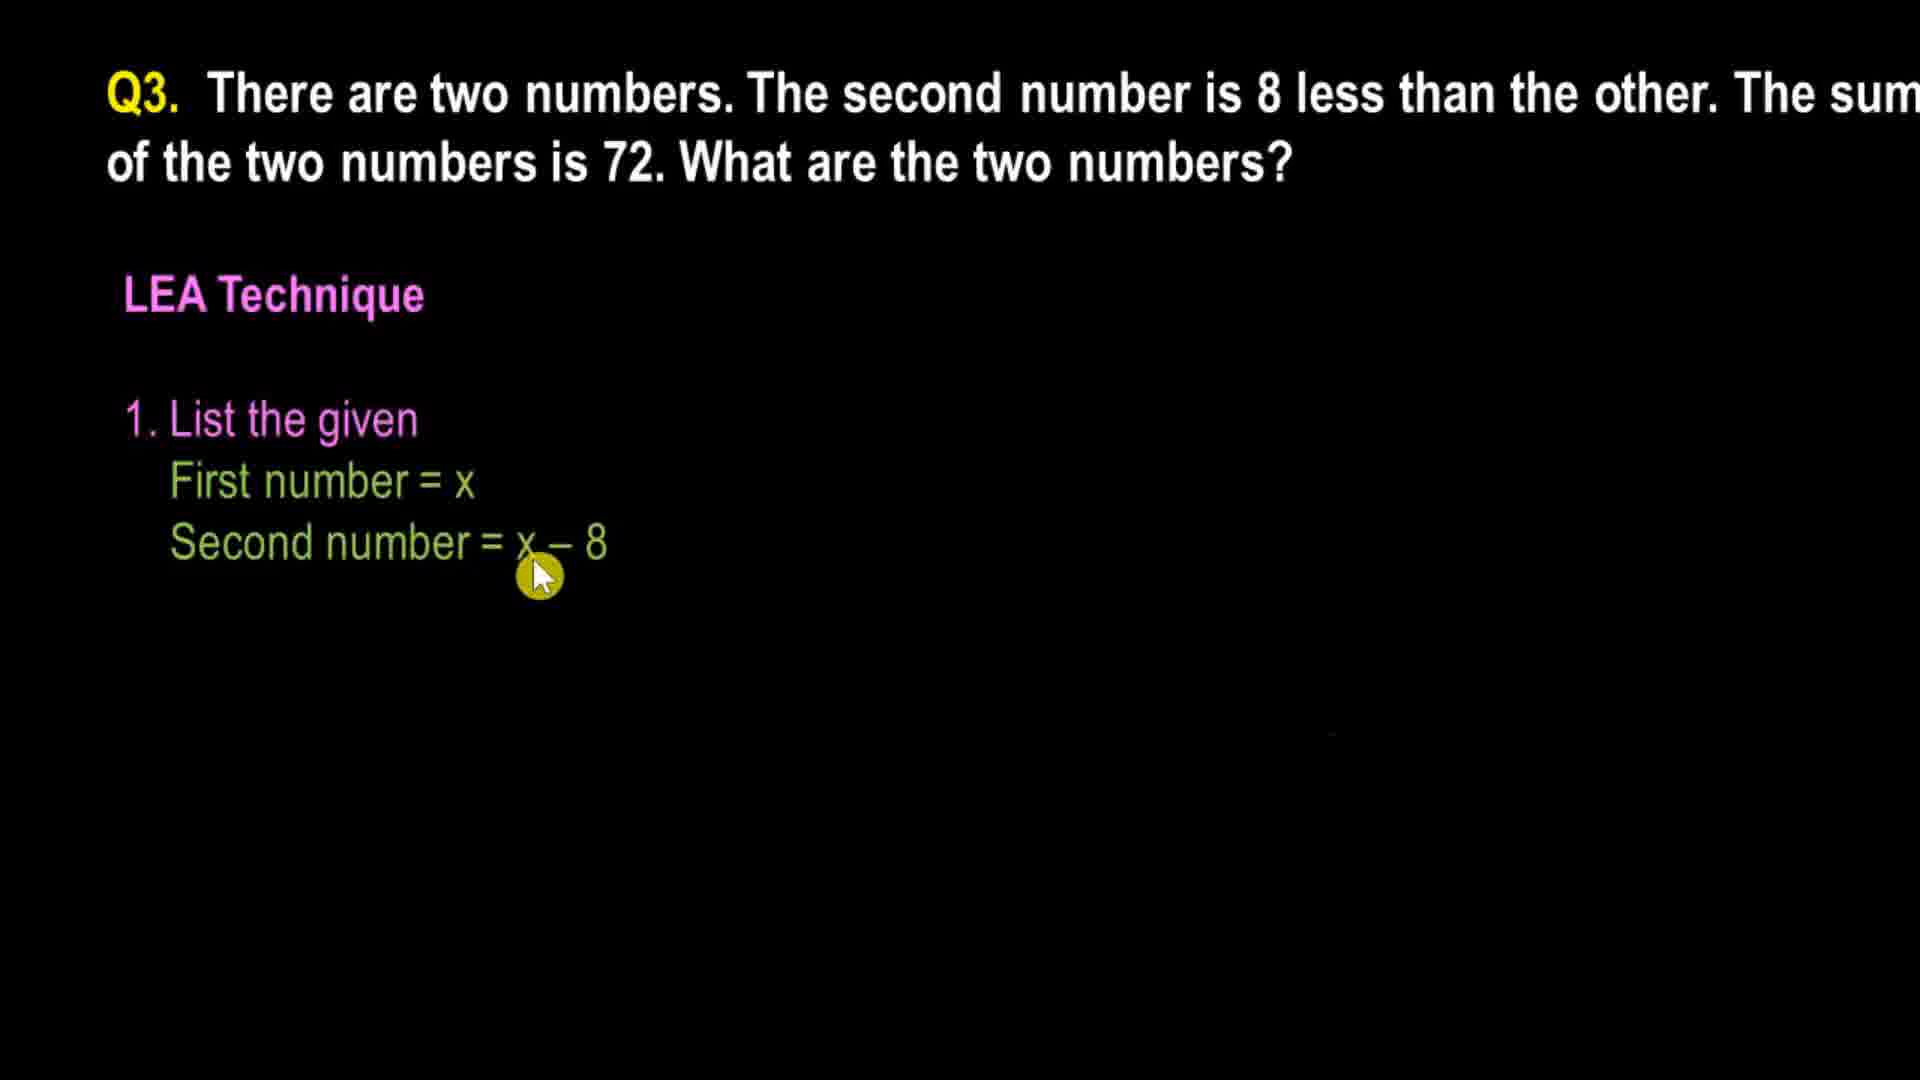 Q3. There are two numbers. The second number is 8 less than the other. The sum
of the two numbers is 72. What are the two numbers?
LEA Technique
1. List the given
First number = x
Second number = x – 8